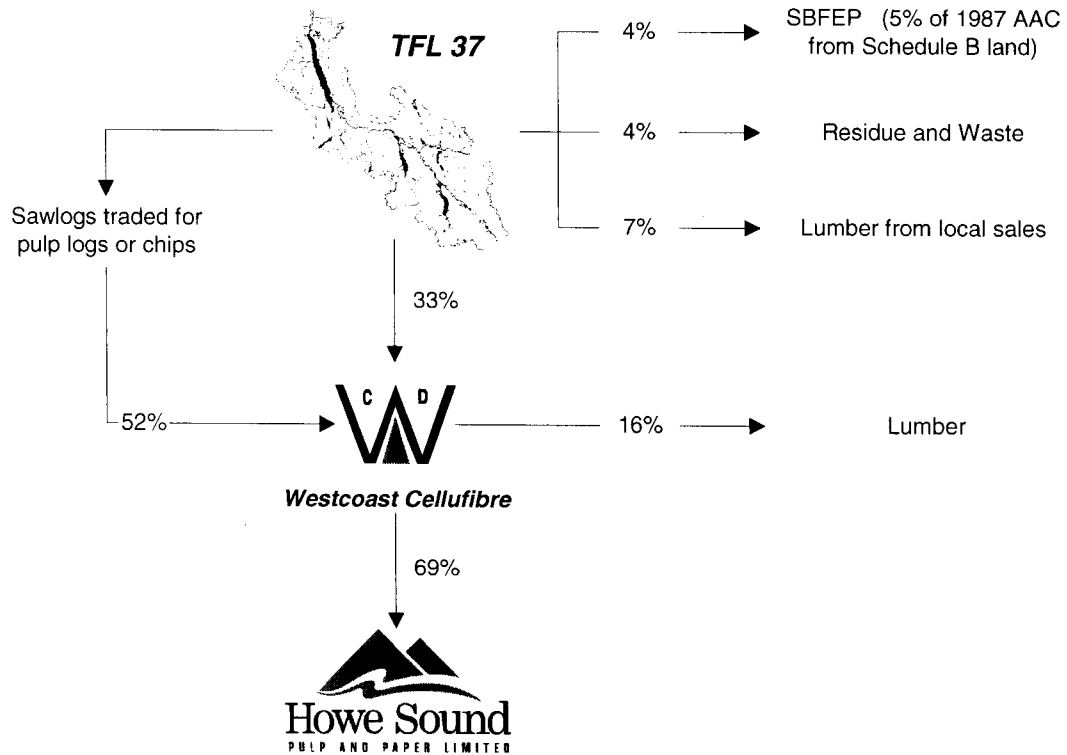 TFL 37
4%
SBFEP (5% of 1987 AAC
from Schedule B land)
4%
Residue and Waste
7%
Lumber from local sales
Sawlogs traded for
pulp logs or chips
33%
C D
52%
16%
Lumber
Westcoast Cellufibre
69%
Howe Sound
PULP AND PAPER LIMITED